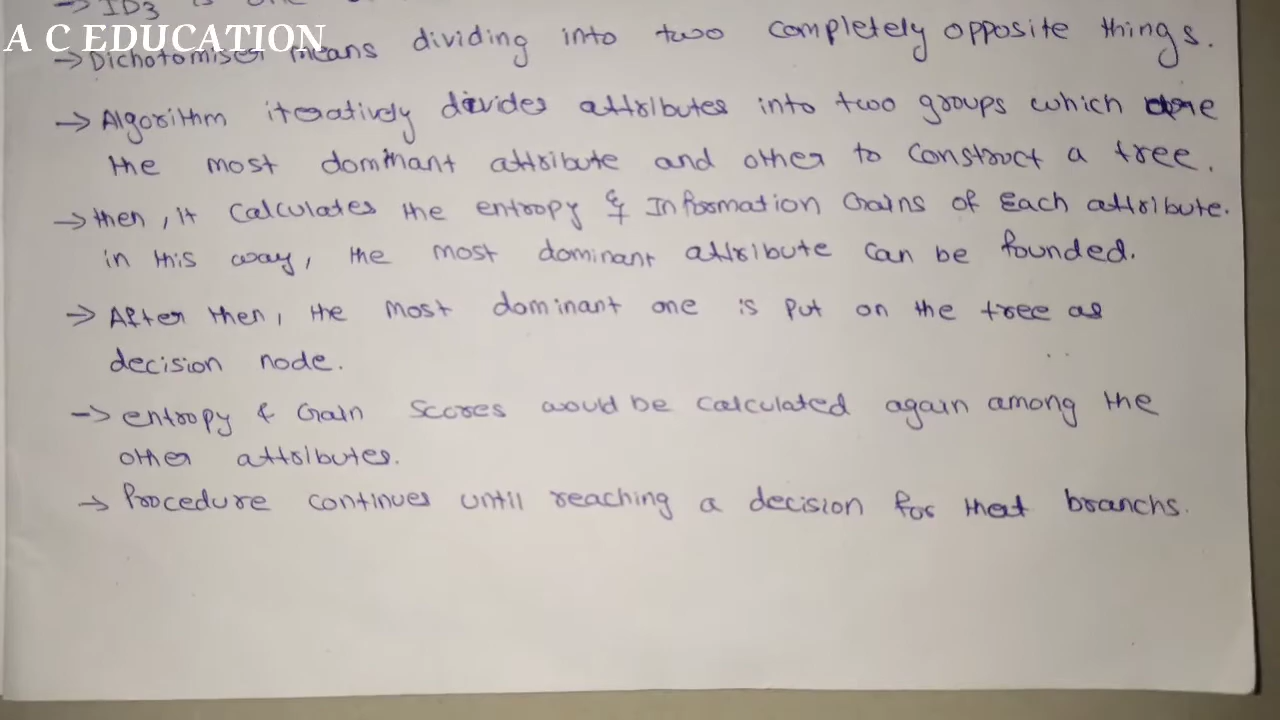 → ID3 is one
A C EDUCATION
→ Dichotomiser means dividing into two completely opposite things.
→ Algorithm iteratively divides attributes into two groups which are
the most dominant attribute and other to construct a tree.
→ then, it calculates the entropy & Information Gains of Each attribute.
in this way, the most dominant attribute can be founded.
→ After then, the most dominant one is put on the tree as
decision node.
→ entropy & Gain scores would be calculated again among the
other attributes.
→ Procedure continues until reaching a decision for that branchs.